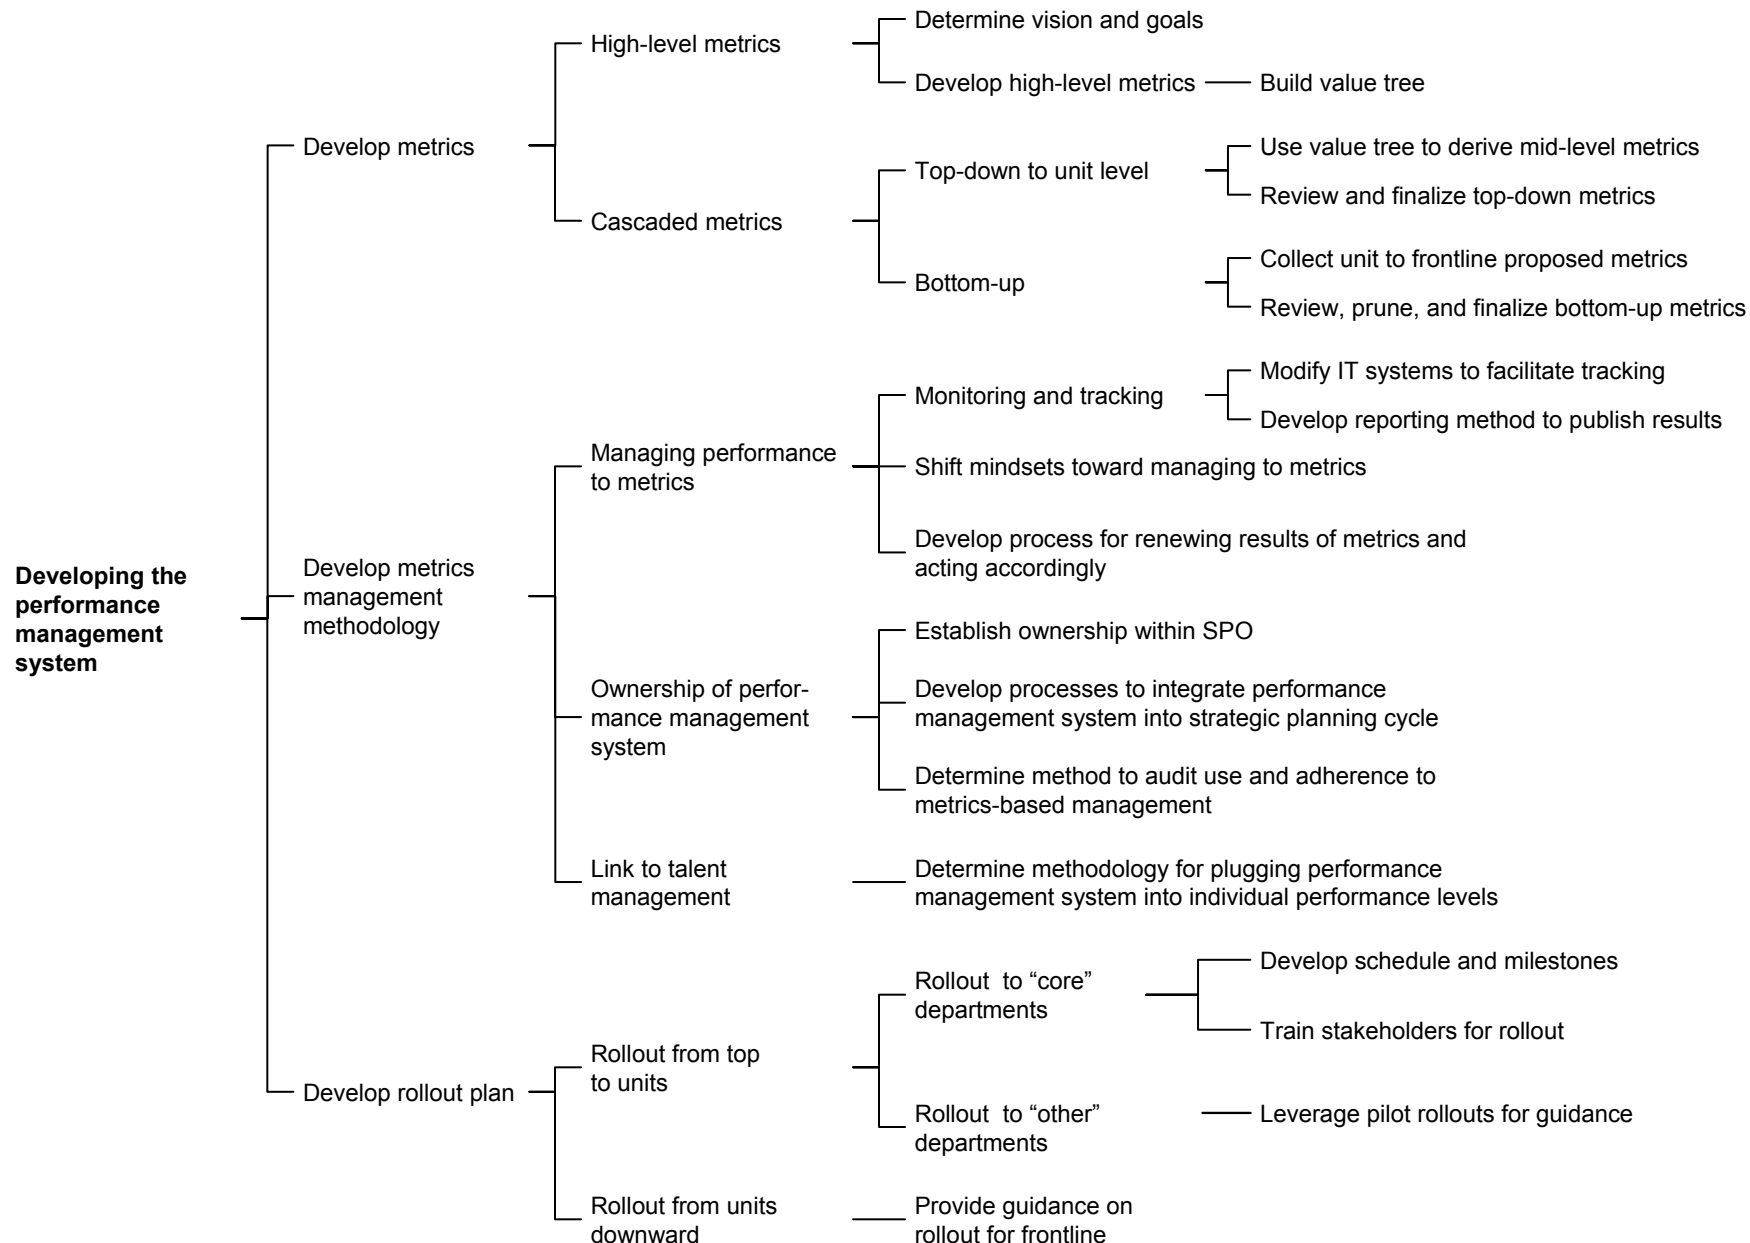 Determine vision and goals
High-level metrics
Develop high-level metrics
Build value tree
Develop metrics
Use value tree to derive mid-level metrics
Top-down to unit level
Review and finalize top-down metrics
Cascaded metrics
Collect unit to frontline proposed metrics
Bottom-up
Review, prune, and finalize bottom-up metrics
Modify IT systems to facilitate tracking
Monitoring and tracking
Develop reporting method to publish results
Managing performance
to metrics
Shift mindsets toward managing to metrics
Develop process for renewing results of metrics and
acting accordingly
Developing the
performance
management
system
Develop metrics
management
methodology
Establish ownership within SPO
Ownership of perfor-
mance management
system
Develop processes to integrate performance
management system into strategic planning cycle
Determine method to audit use and adherence to
metrics-based management
Link to talent
management
Determine methodology for plugging performance
management system into individual performance levels
Rollout to “core”
departments
Develop schedule and milestones
Train stakeholders for rollout
Rollout from top
to units
Develop rollout plan
Rollout to “other”
departments
Leverage pilot rollouts for guidance
Rollout from units
downward
Provide guidance on
rollout for frontline